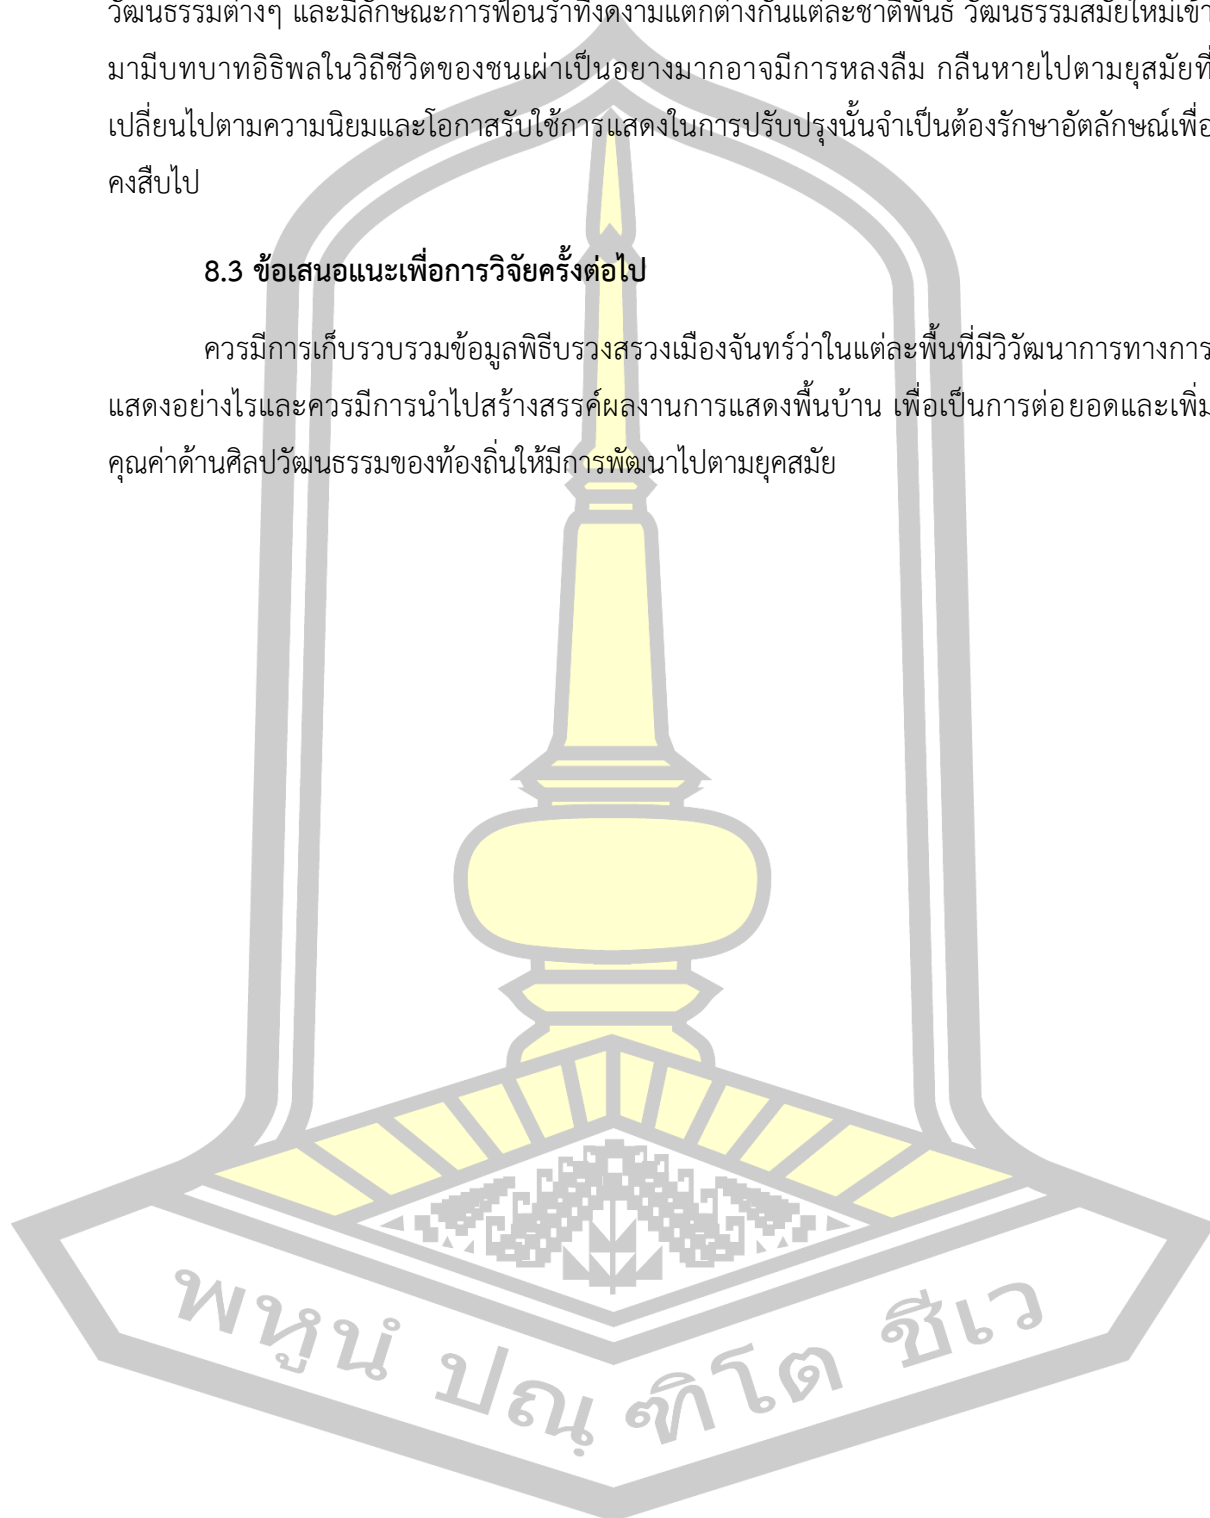 วัฒนธรรมต่างๆ และมีลักษณะการฟ้อนรำที่งดงามแตกต่างกันแต่ละชาติพันธุ์ วัฒนธรรมสมัยใหม่เข้า
มามีบทบาทอิธิพลในวิถีชีวิตของชนเผ่าเป็นอย่างมากอาจมีการหลงลืม กลืนหายไปตามยุสมัยที่
เปลี่ยนไปตามความนิยมและโอกาสรับใช้การแสดงในการปรับปรุงนั้นจำเป็นต้องรักษาอัตลักษณ์เพื่อ
คงสืบไป
8.3 ข้อเสนอแนะเพื่อการวิจัยครั้งต่อไป
ควรมีการเก็บรวบรวมข้อมูลพิธีบรวงสรวงเมืองจันทร์ว่าในแต่ละพื้นที่มีวิวัฒนาการทางการ
แสดงอย่างไรและควรมีการนำไปสร้างสรรค์ผลงานการแสดงพื้นบ้าน เพื่อเป็นการต่อยอดและเพิ่ม
คุณค่าด้านศิลปวัฒนธรรมของท้องถิ่นให้มีการพัฒนาไปตามยุคสมัย
พหูนํ ปณฺฑิโต ชีเว